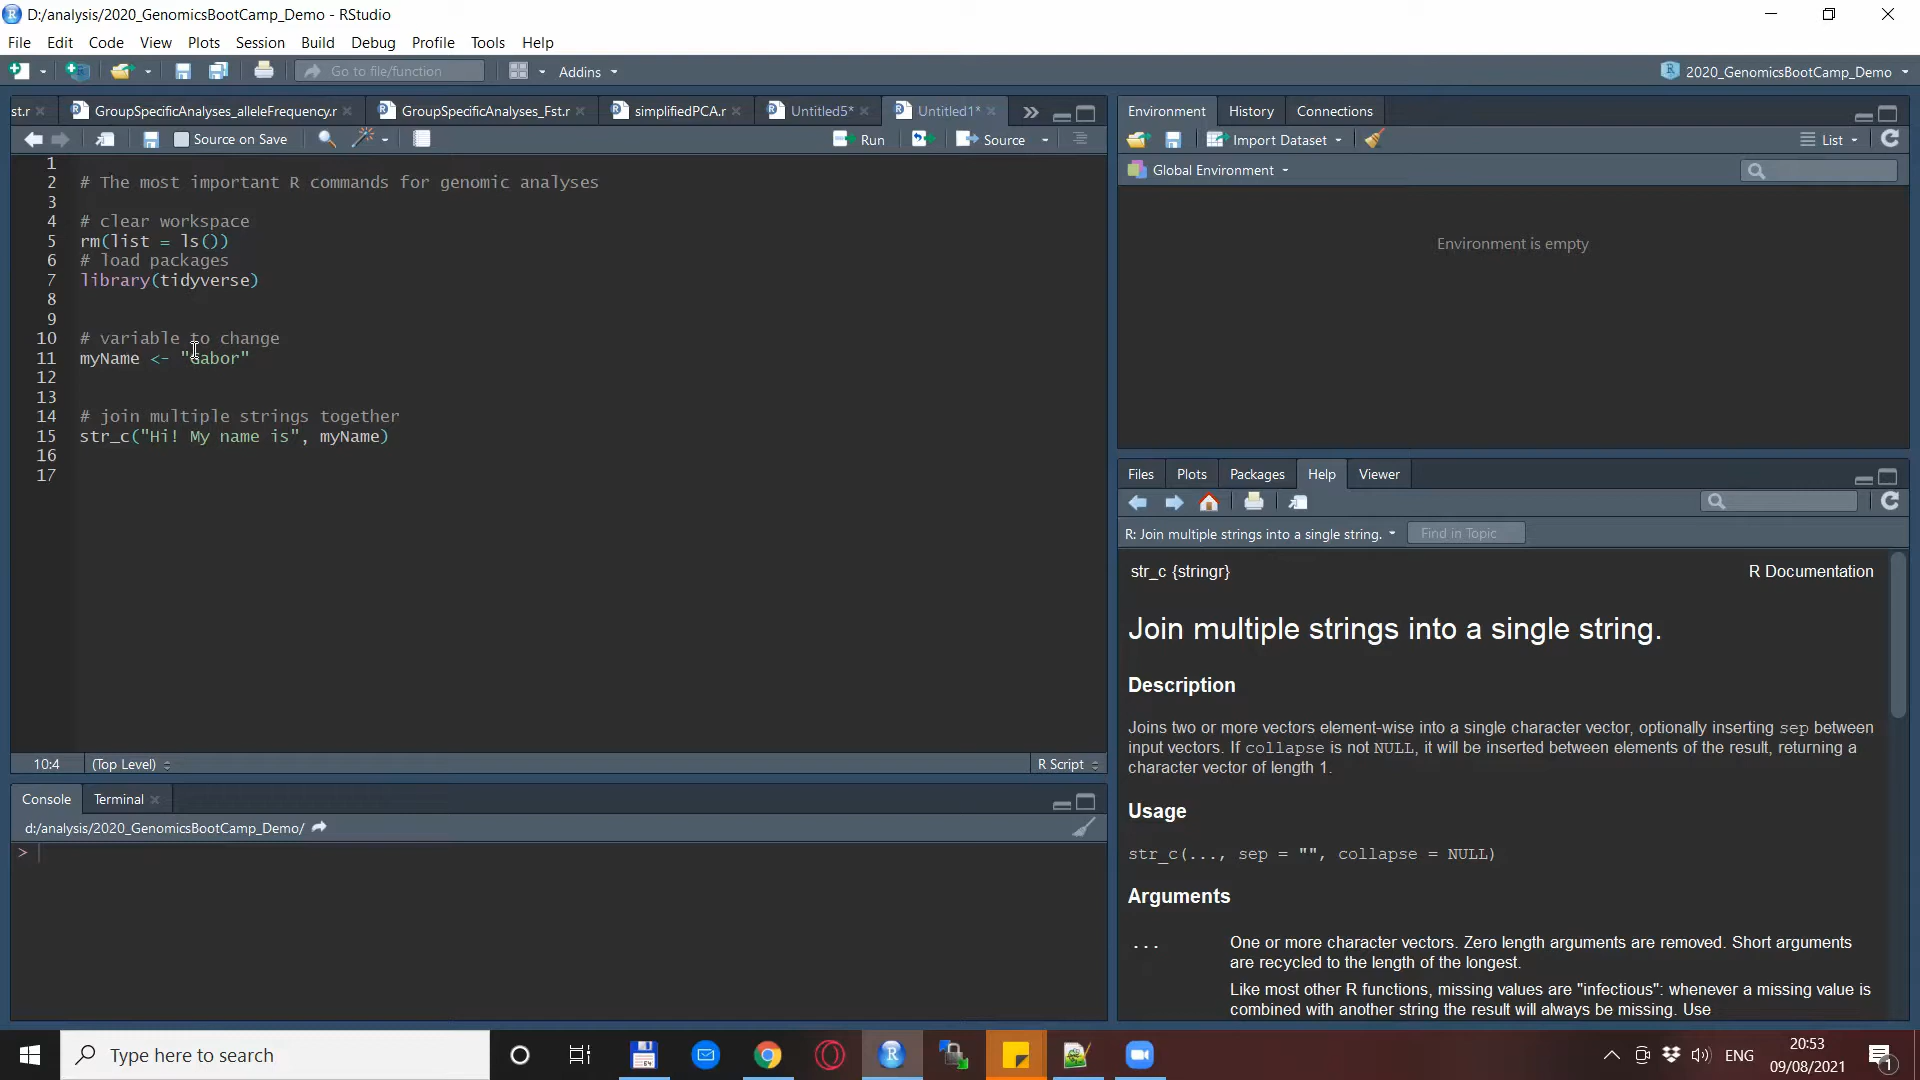 D:/analysis/2020_GenomicsBootCamp_Demo - RStudio
File Edit Code View Plots Session Build Debug Profile Tools Help
Go to file/function Addins 2020_GenomicsBootCamp_Demo
st.r GroupSpecificAnalyses_alleleFrequency.r GroupSpecificAnalyses_Fst.r simplifiedPCA.r Untitled5* Untitled1*
Source on Save Run Source
1
2 # The most important R commands for genomic analyses
3
4 # clear workspace
5 rm(list = ls())
6 # load packages
7 library(tidyverse)
8
9
10 # variable to change
11 myName <- "Gabor"
12
13
14 # join multiple strings together
15 str_c("Hi! My name is", myName)
16
17
10:4 (Top Level) R Script
Console Terminal
d:/analysis/2020_GenomicsBootCamp_Demo/
>
Environment History Connections
Import Dataset List
Global Environment
Environment is empty
Files Plots Packages Help Viewer
R: Join multiple strings into a single string. Find in Topic
str_c {stringr} R Documentation
Join multiple strings into a single string.
Description
Joins two or more vectors element-wise into a single character vector, optionally inserting sep between
input vectors. If collapse is not NULL, it will be inserted between elements of the result, returning a
character vector of length 1.
Usage
str_c(..., sep = "", collapse = NULL)
Arguments
... One or more character vectors. Zero length arguments are removed. Short arguments
are recycled to the length of the longest.
Like most other R functions, missing values are "infectious": whenever a missing value is
combined with another string the result will always be missing. Use
Type here to search
ENG
20:53
09/08/2021
1